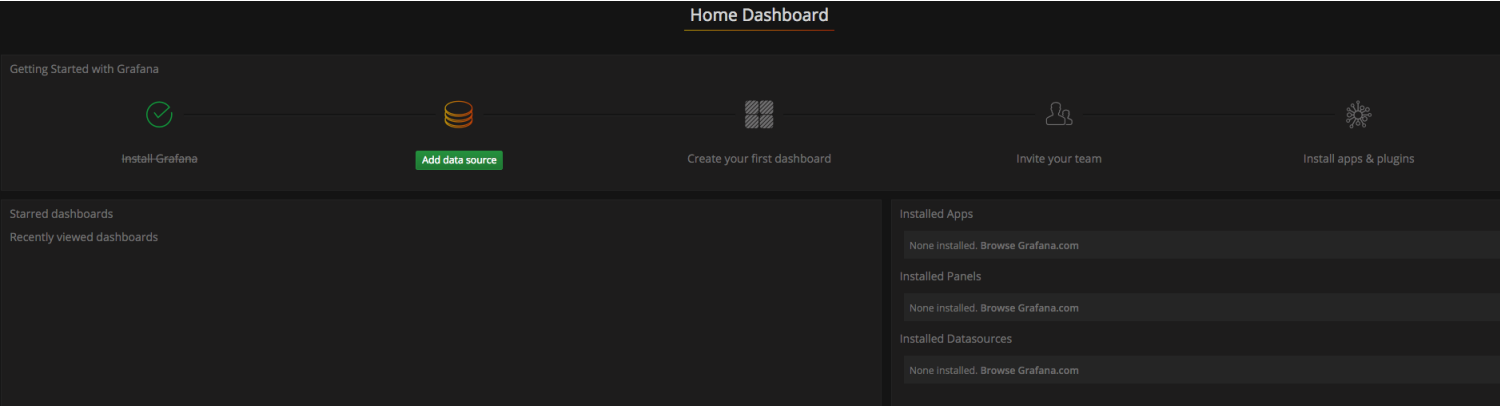 Home Dashboard
Getting Started with Grafana
Install Grafana
Add data source
Create your first dashboard
Invite your team
Install apps & plugins
Starred dashboards
Recently viewed dashboards
Installed Apps
None installed. Browse Grafana.com
Installed Panels
None installed. Browse Grafana.com
Installed Datasources
None installed. Browse Grafana.com